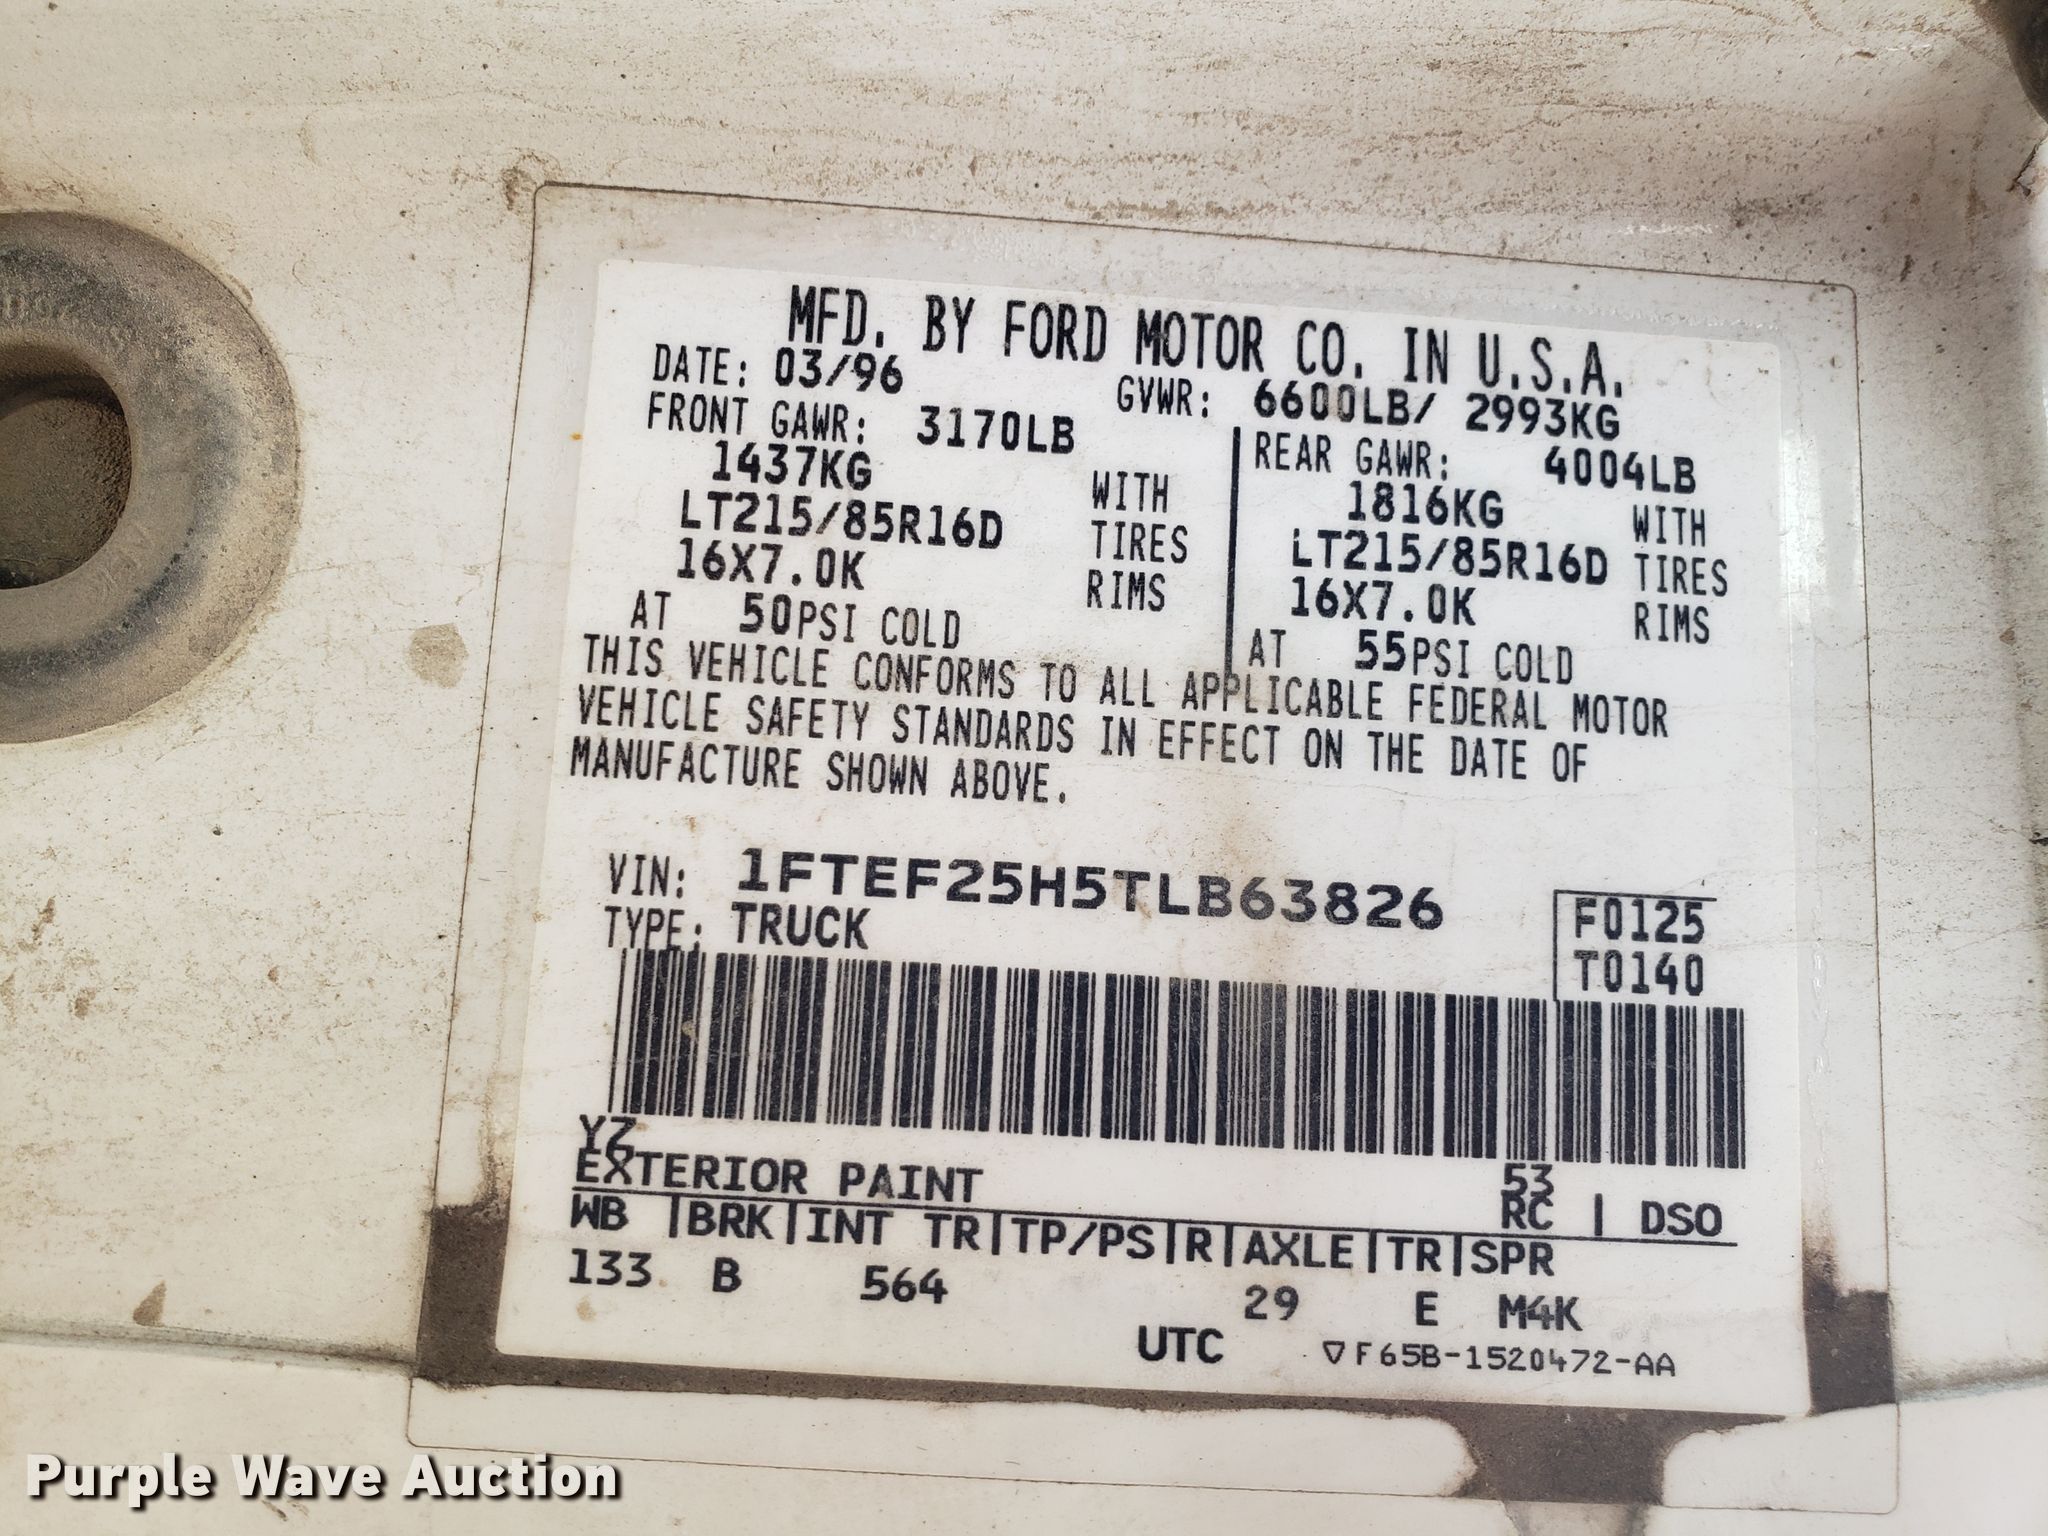 MFD. BY FORD MOTOR CO. IN U.S.A.
DATE: 03/96 GVWR: 6600LB/ 2993KG
FRONT GAWR: 3170LB
1437KG WITH
LT215/85R16D TIRES
16X7.0K RIMS
AT 50PSI COLD
REAR GAWR: 4004LB
1816KG WITH
LT215/85R16D TIRES
16X7.0K RIMS
AT 55PSI COLD
THIS VEHICLE CONFORMS TO ALL APPLICABLE FEDERAL MOTOR
VEHICLE SAFETY STANDARDS IN EFFECT ON THE DATE OF
MANUFACTURE SHOWN ABOVE.
VIN: 1FTEF25H5TLB63826
TYPE: TRUCK
F0125
T0140
YZ
EXTERIOR PAINT
53
RC | DSO
WB |BRK|INT TR|TP/PS|R|AXLE|TR|SPR
133 B 564 29 E M4K
UTC ▽F65B-1520472-AA
Purple Wave Auction